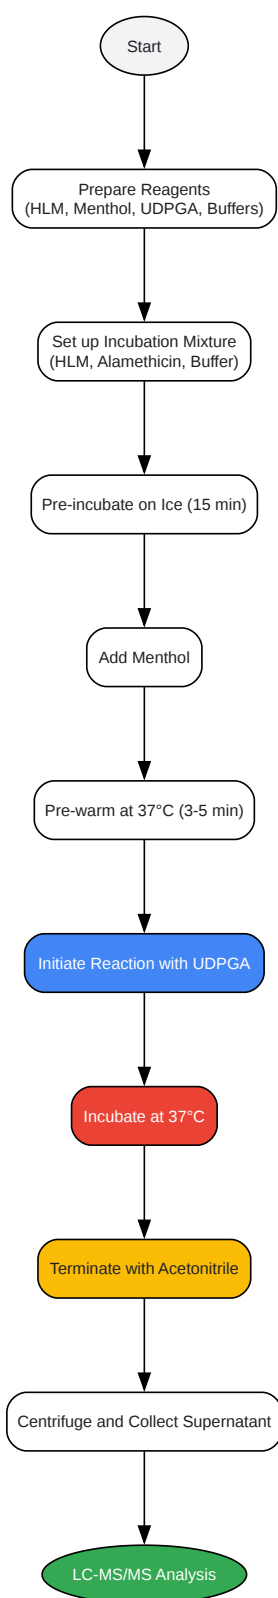 Start
Prepare Reagents
(HLM, Menthol, UDPGA, Buffers)
Set up Incubation Mixture
(HLM, Alamethicin, Buffer)
Pre-incubate on Ice (15 min)
Add Menthol
Pre-warm at 37°C (3-5 min)
Initiate Reaction with UDPGA
Incubate at 37°C
Terminate with Acetonitrile
Centrifuge and Collect Supernatant
LC-MS/MS Analysis